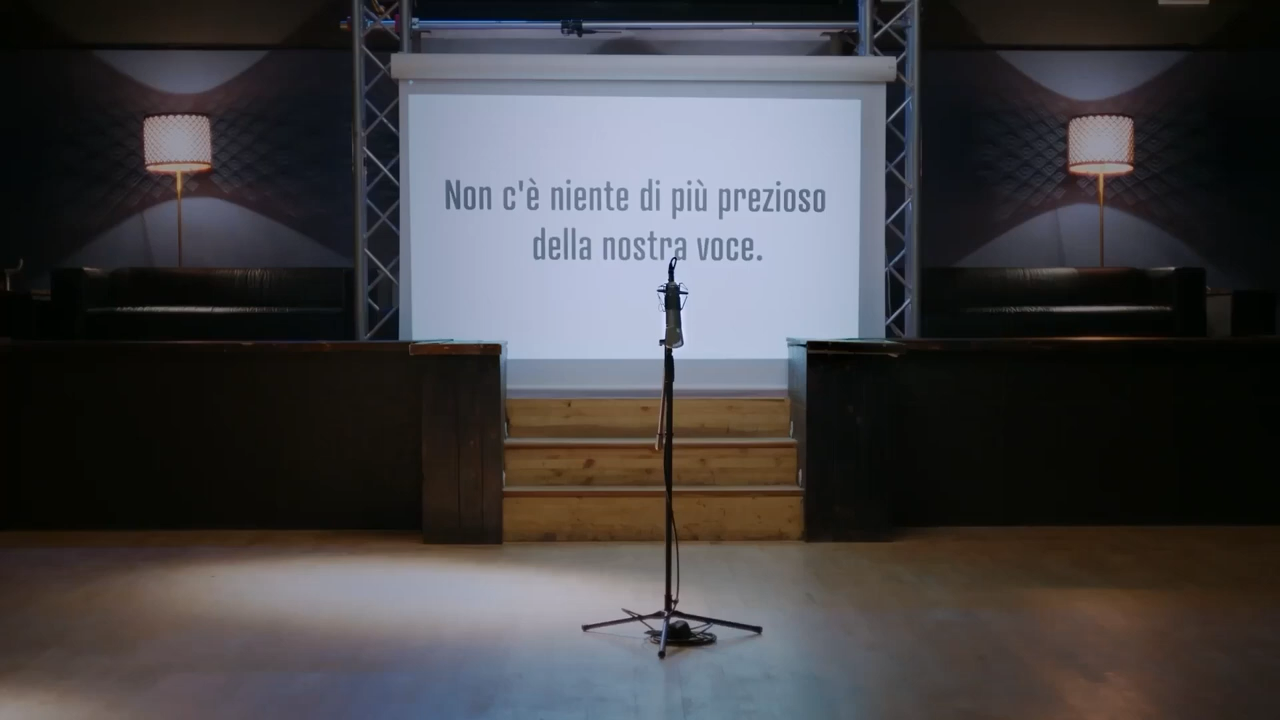 Non c'è niente di più prezioso
della nostra voce.